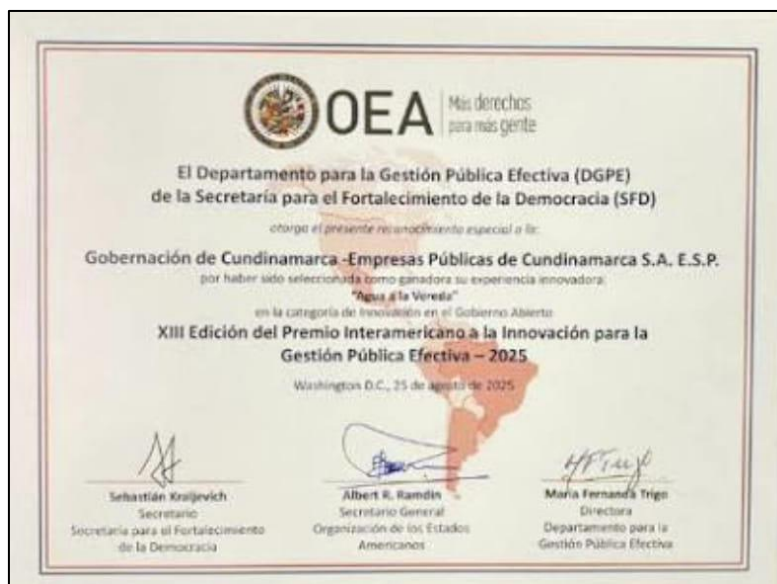 OEA
Más derechos
para más gente
El Departamento para la Gestión Pública Efectiva (DGPE)
de la Secretaría para el Fortalecimiento de la Democracia (SFD)
otorga el presente reconocimiento especial a la:
Gobernación de Cundinamarca -Empresas Públicas de Cundinamarca S.A. E.S.P.
por haber sido seleccionada como ganadora su experiencia innovadora:
"Agua a la Vereda"
en la categoría de Innovación en el Gobierno Abierto
XIII Edición del Premio Interamericano a la Innovación para la
Gestión Pública Efectiva – 2025
Washington D.C., 25 de agosto de 2025
Sebastián Kraljevich
Secretario
Secretaría para el Fortalecimiento
de la Democracia
Albert R. Ramdin
Secretario General
Organización de los Estados
Americanos
María Fernanda Trigo
Directora
Departamento para la
Gestión Pública Efectiva